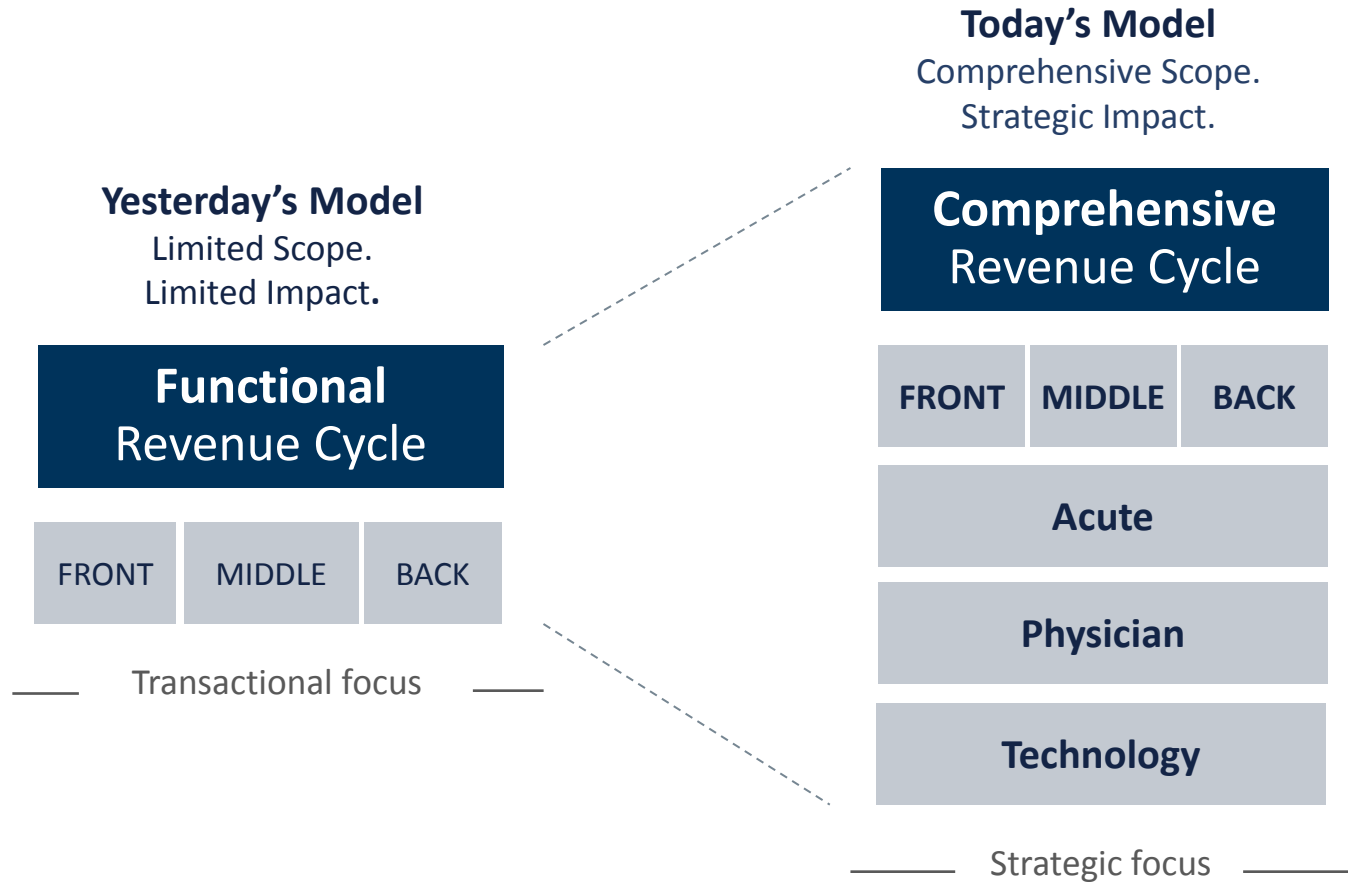 Yesterday’s Model
Limited Scope.
Limited Impact.
Functional
Revenue Cycle
FRONT
MIDDLE
BACK
Transactional focus
Today’s Model
Comprehensive Scope.
Strategic Impact.
Comprehensive
Revenue Cycle
FRONT
MIDDLE
BACK
Acute
Physician
Technology
Strategic focus